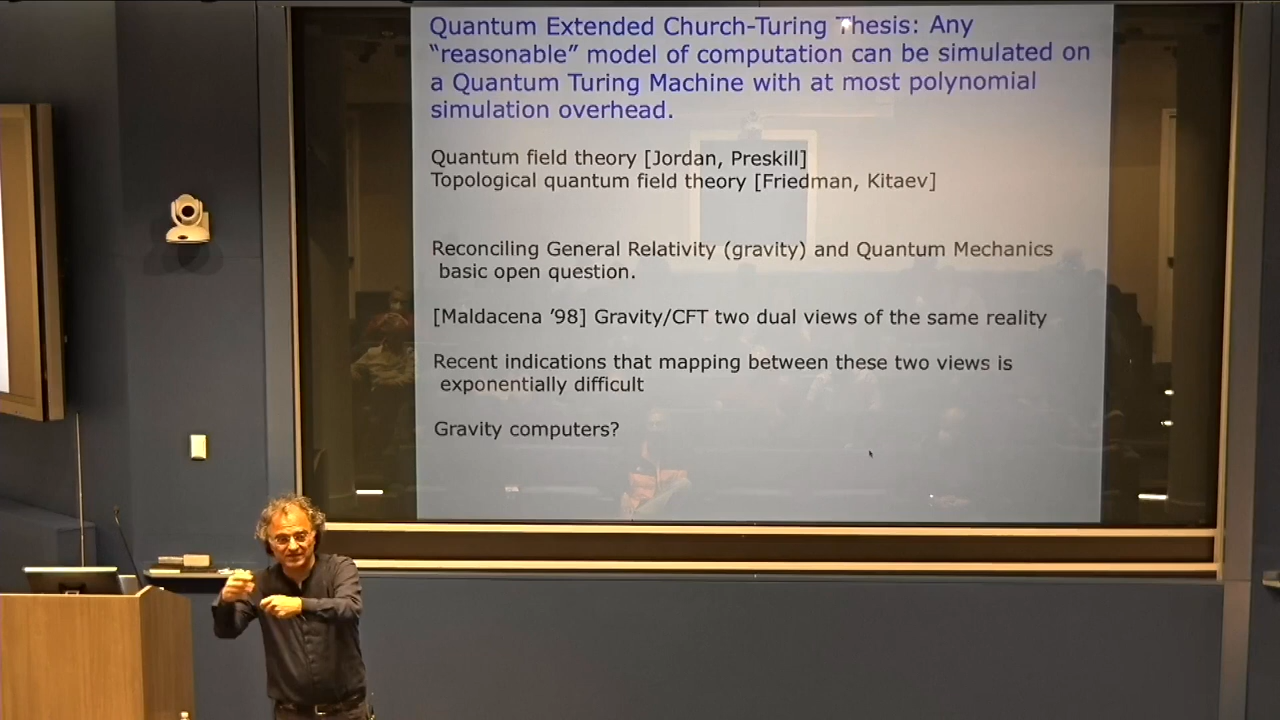 Quantum Extended Church-Turing Thesis: Any
“reasonable” model of computation can be simulated on
a Quantum Turing Machine with at most polynomial
simulation overhead.
Quantum field theory [Jordan, Preskill]
Topological quantum field theory [Friedman, Kitaev]
Reconciling General Relativity (gravity) and Quantum Mechanics
basic open question.
[Maldacena ’98] Gravity/CFT two dual views of the same reality
Recent indications that mapping between these two views is
exponentially difficult
Gravity computers?